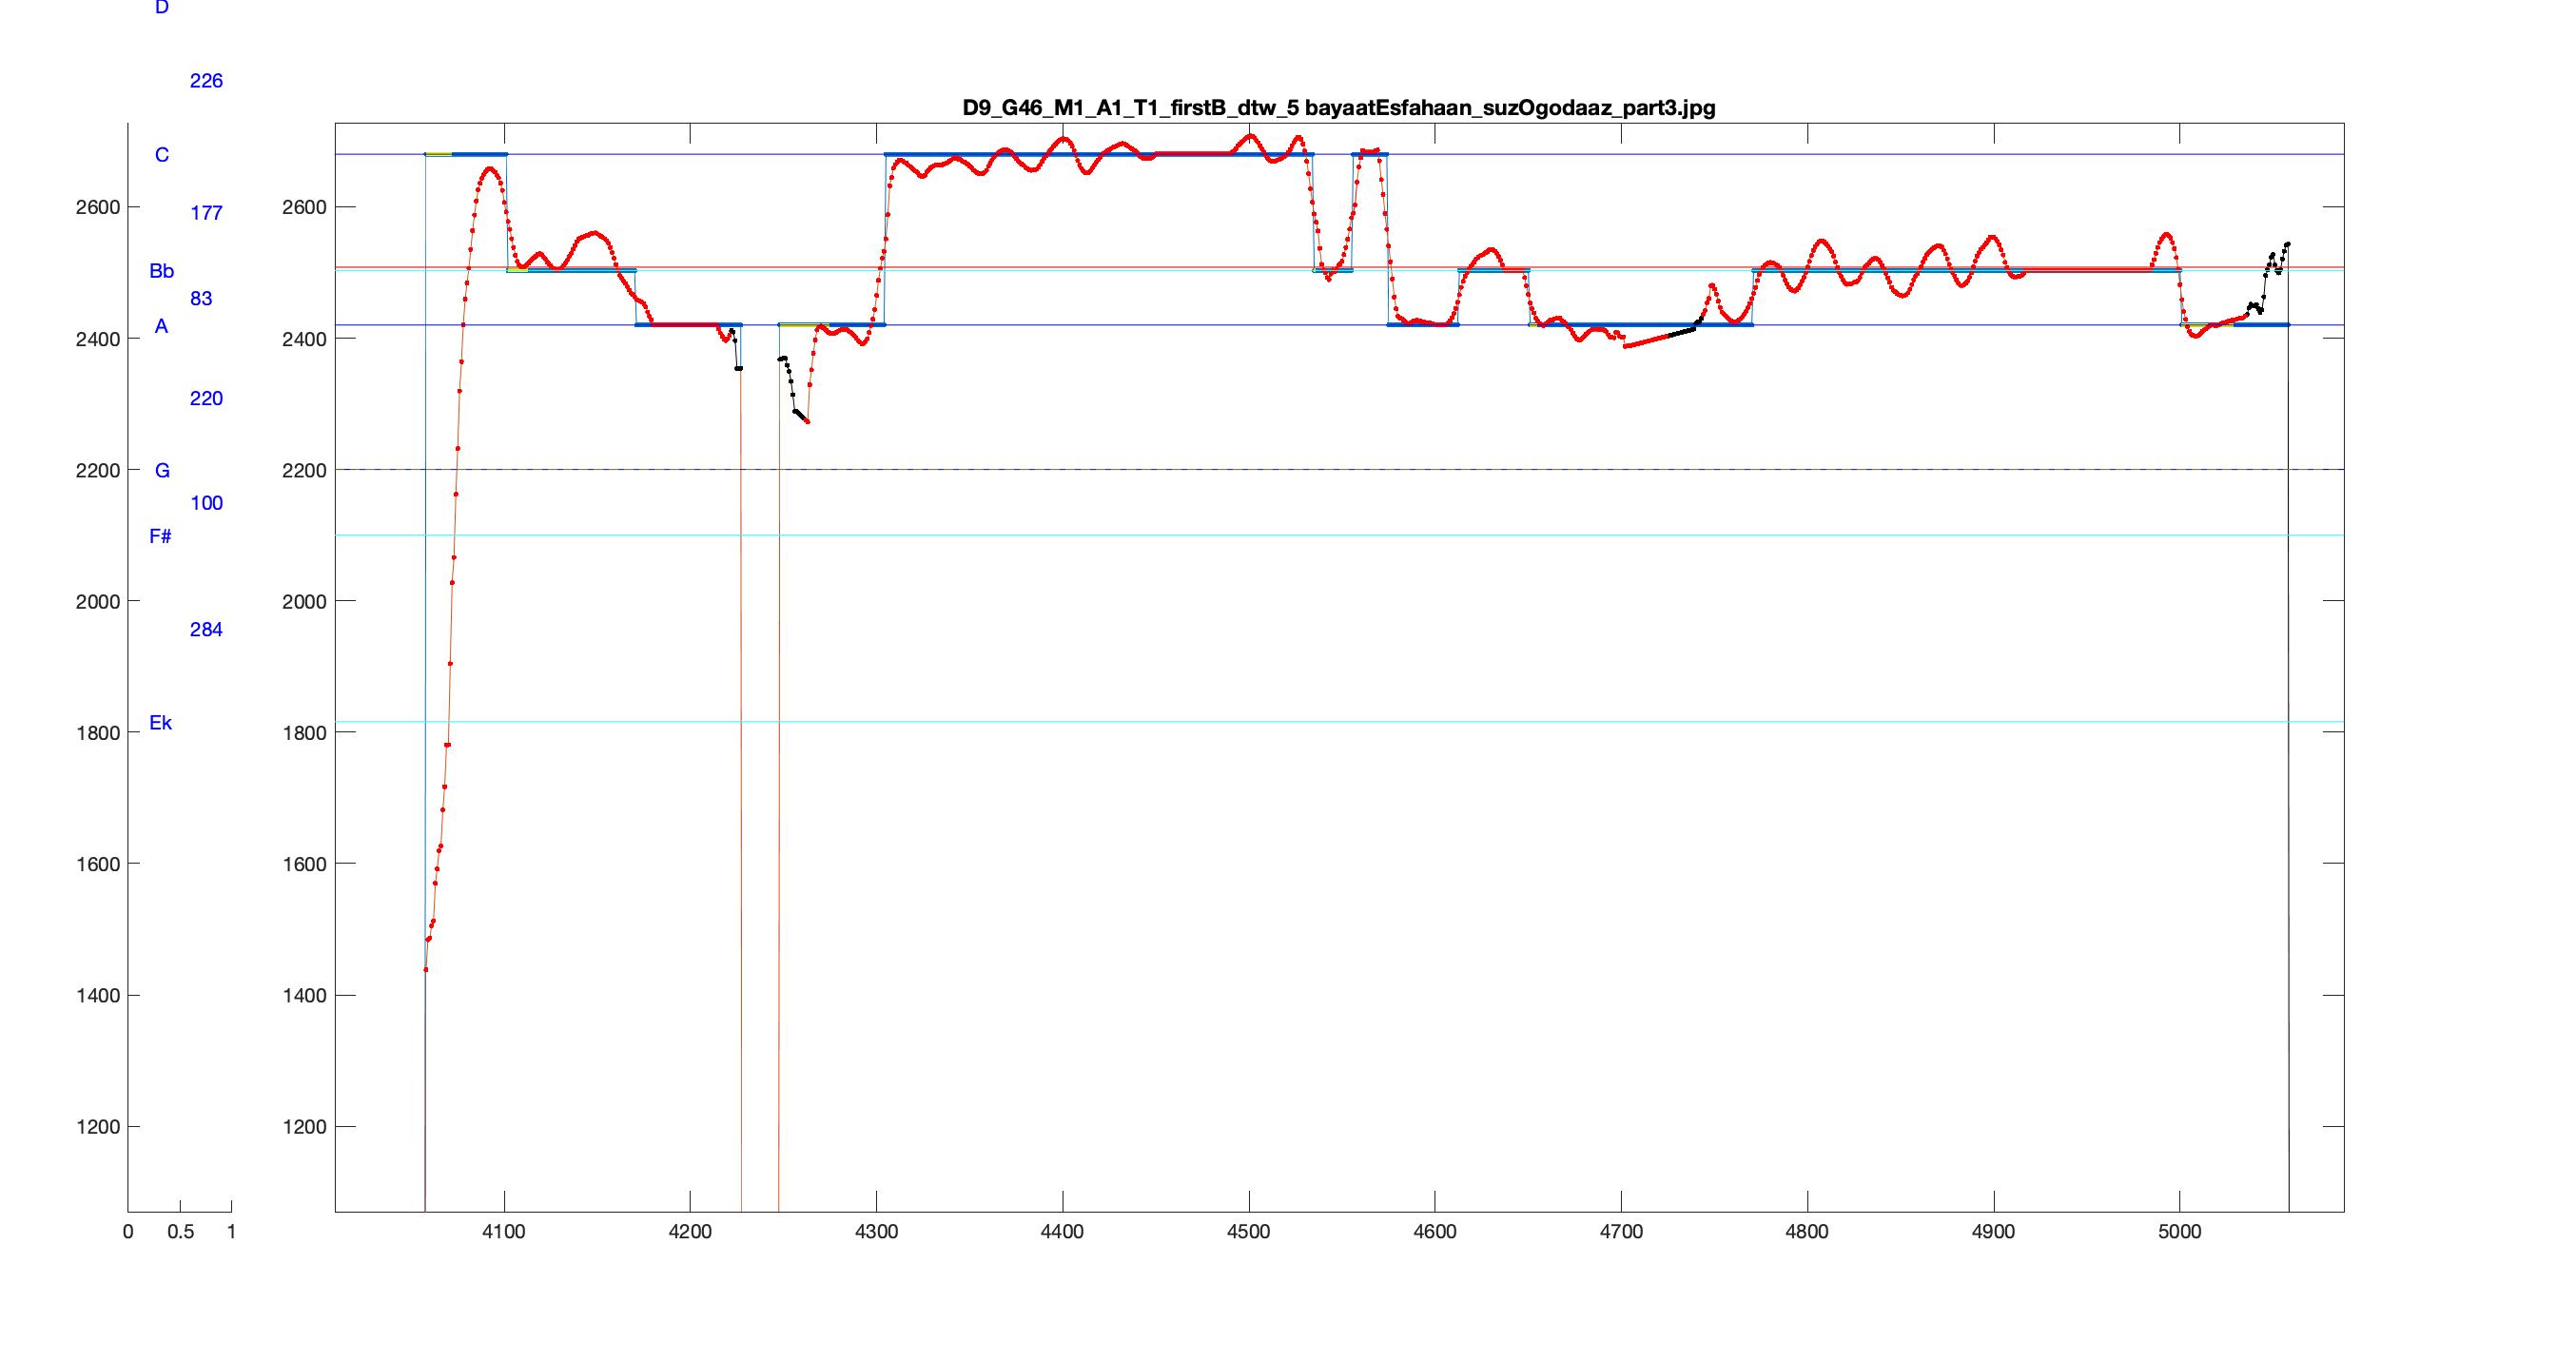 D
226
D9_G46_M1_A1_T1_firstB_dtw_5 bayaatEsfahaan_suzOgodaaz_part3.jpg
C
2600 177 2600
Bb
83
A
2400 2400
220
2200 G 2200
100
F#
2000 2000
284
Ek
1800 1800
1600 1600
1400 1400
1200 1200
0 0.5 1 4100 4200 4300 4400 4500 4600 4700 4800 4900 5000